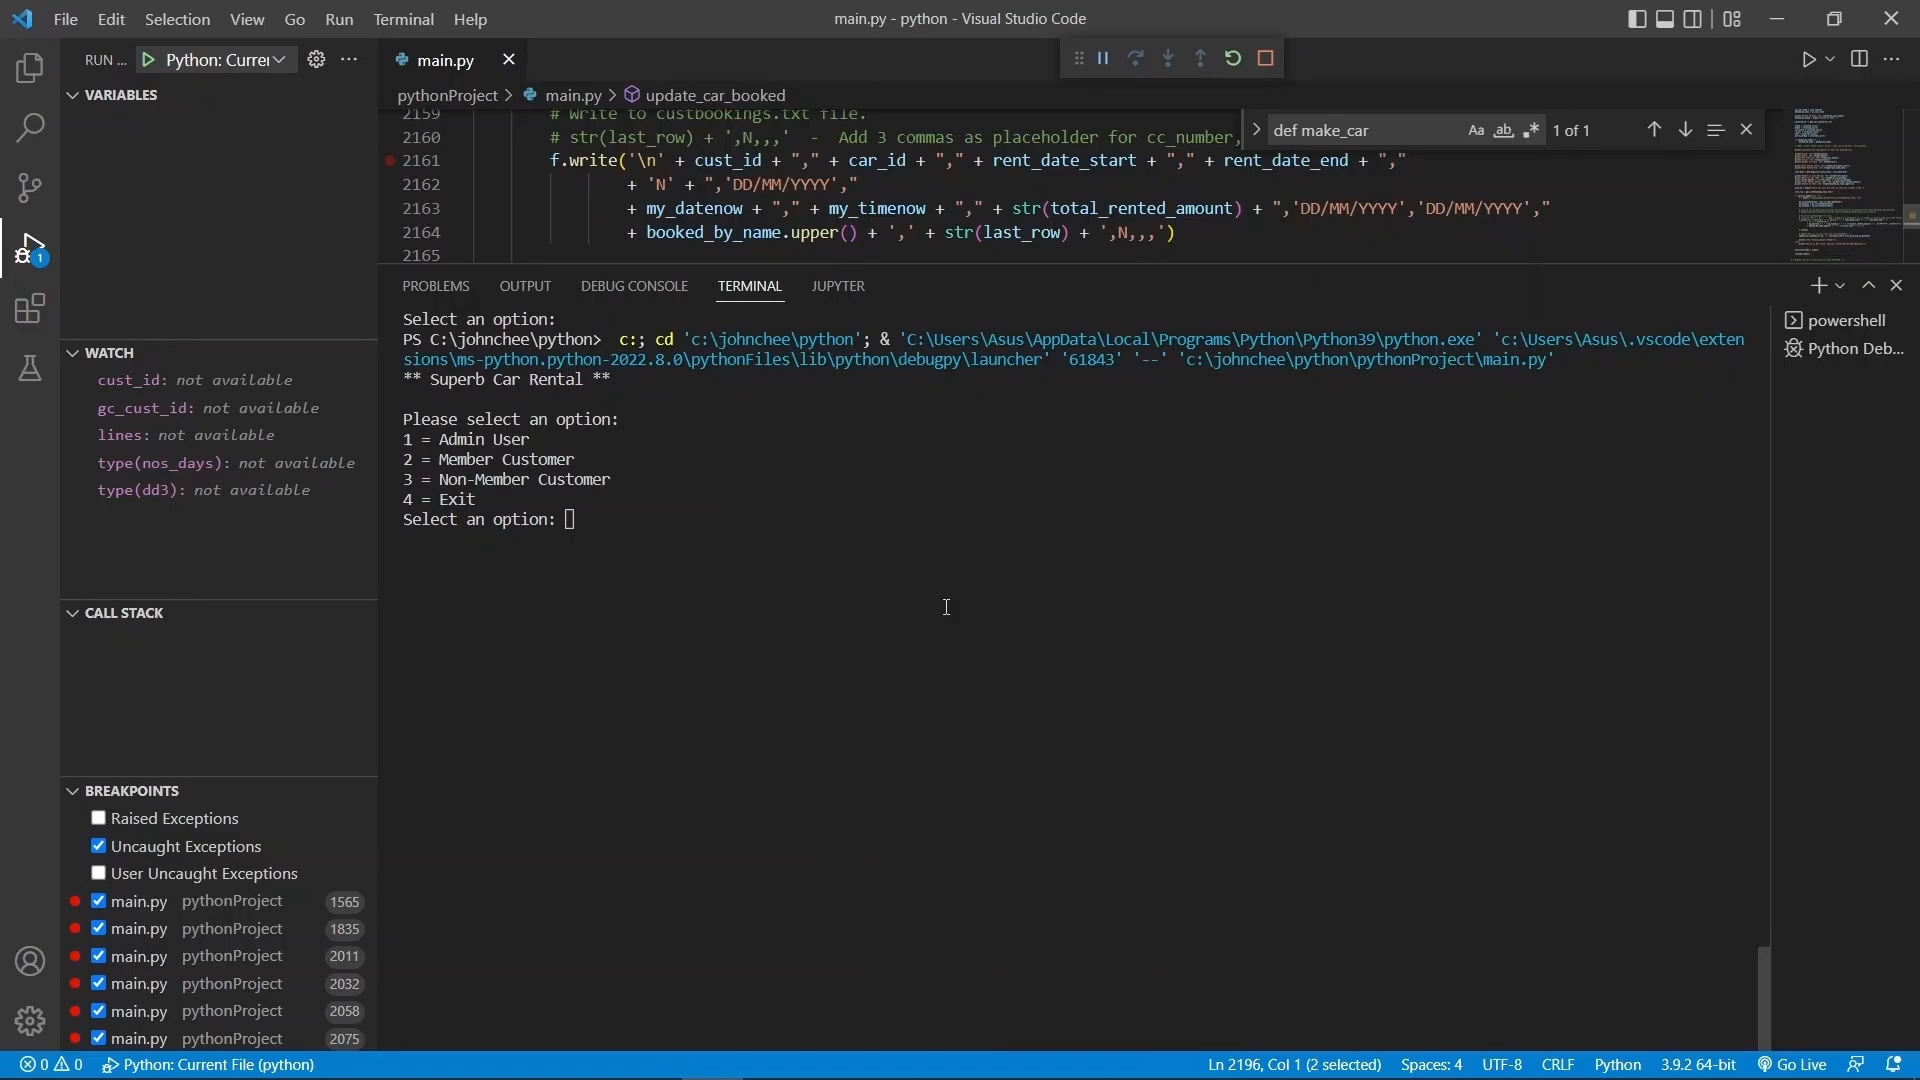 File Edit Selection View Go Run Terminal Help
main.py - python - Visual Studio Code
RUN ... Python: Curre
main.py
VARIABLES
pythonProject > main.py > update_car_booked
def make_car
Aa ab .* 1 of 1
2159 # Write to custbookings.txt file.
2160 # str(last_row) + ',N,,,' - Add 3 commas as placeholder for cc_number,
2161 f.write('\n' + cust_id + "," + car_id + "," + rent_date_start + "," + rent_date_end + ","
2162 + 'N' + ",'DD/MM/YYYY',"
2163 + my_datenow + "," + my_timenow + "," + str(total_rented_amount) + ",'DD/MM/YYYY','DD/MM/YYYY',"
2164 + booked_by_name.upper() + ',' + str(last_row) + ',N,,,')
2165
PROBLEMS OUTPUT DEBUG CONSOLE TERMINAL JUPYTER
powershell
Python Deb...
Select an option:
PS C:\johnchee\python> c:; cd 'c:\johnchee\python'; & 'C:\Users\Asus\AppData\Local\Programs\Python\Python39\python.exe' 'c:\Users\Asus\.vscode\exten
sions\ms-python.python-2022.8.0\pythonFiles\lib\python\debugpy\launcher' '61843' '--' 'c:\johnchee\python\pythonProject\main.py'
** Superb Car Rental **
Please select an option:
1 = Admin User
2 = Member Customer
3 = Non-Member Customer
4 = Exit
Select an option:
WATCH
cust_id: not available
gc_cust_id: not available
lines: not available
type(nos_days): not available
type(dd3): not available
CALL STACK
BREAKPOINTS
Raised Exceptions
Uncaught Exceptions
User Uncaught Exceptions
main.py pythonProject 1565
main.py pythonProject 1835
main.py pythonProject 2011
main.py pythonProject 2032
main.py pythonProject 2058
main.py pythonProject 2075
1
0 0 Python: Current File (python)
Ln 2196, Col 1 (2 selected) Spaces: 4 UTF-8 CRLF Python 3.9.2 64-bit Go Live